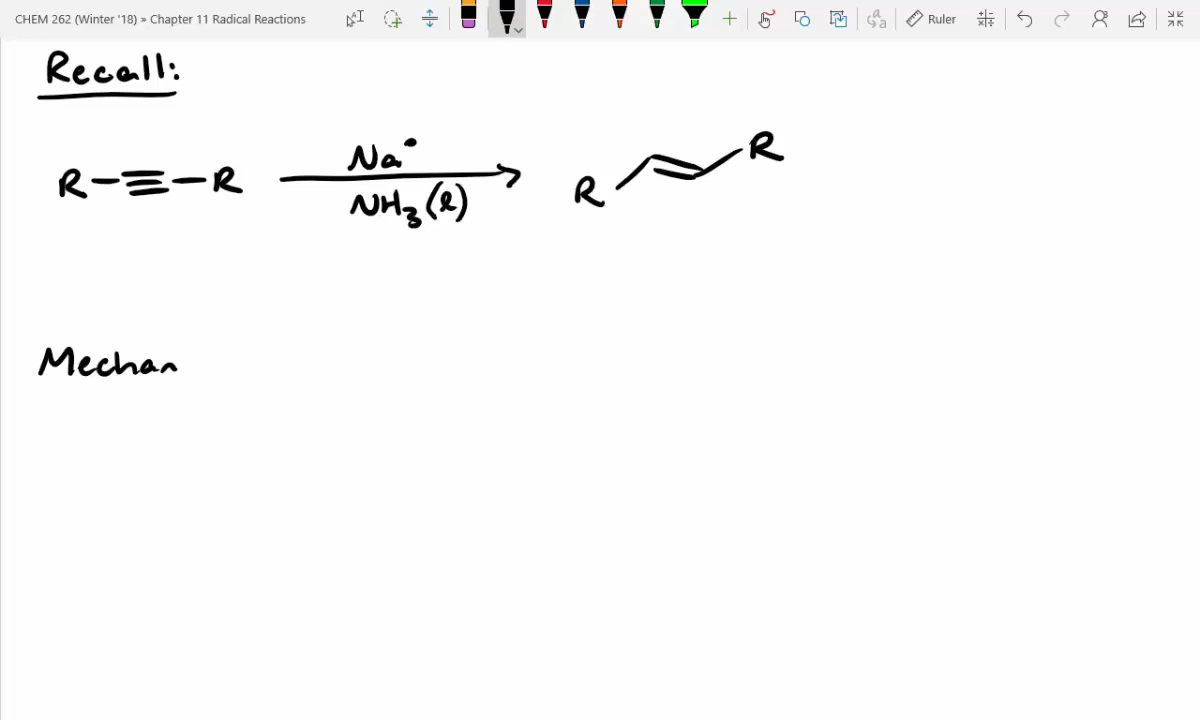 CHEM 262 (Winter '18) » Chapter 11 Radical Reactions
Ruler
Recall:
R-≡-R Na• NH₃(l) R R
Mechan